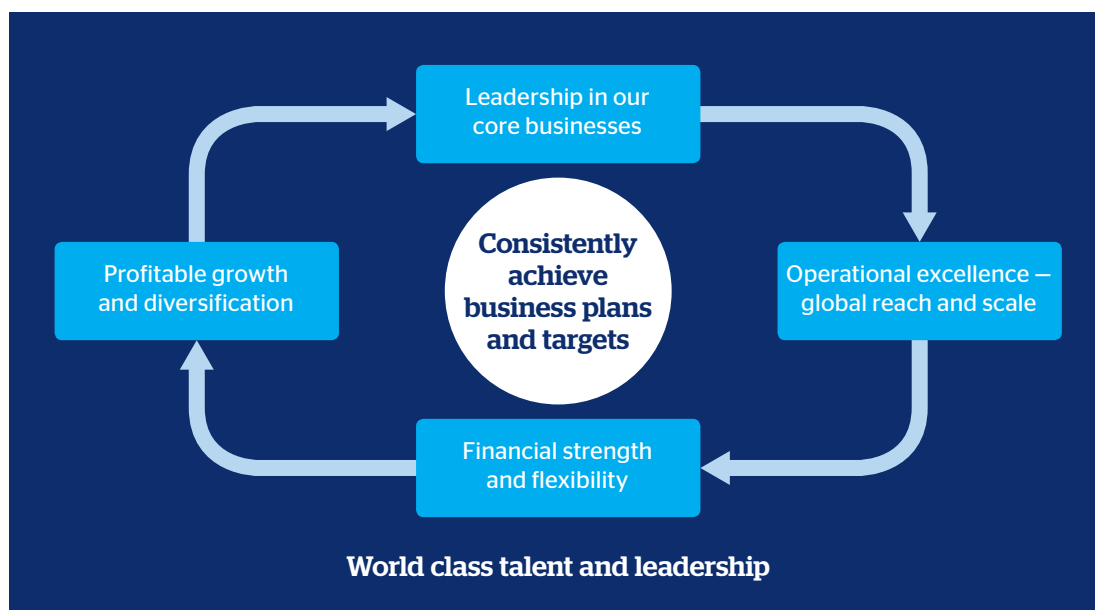 Leadership in our
core businesses
Consistently
achieve
business plans
and targets
Profitable growth
and diversification
Operational excellence —
global reach and scale
Financial strength
and flexibility
World class talent and leadership